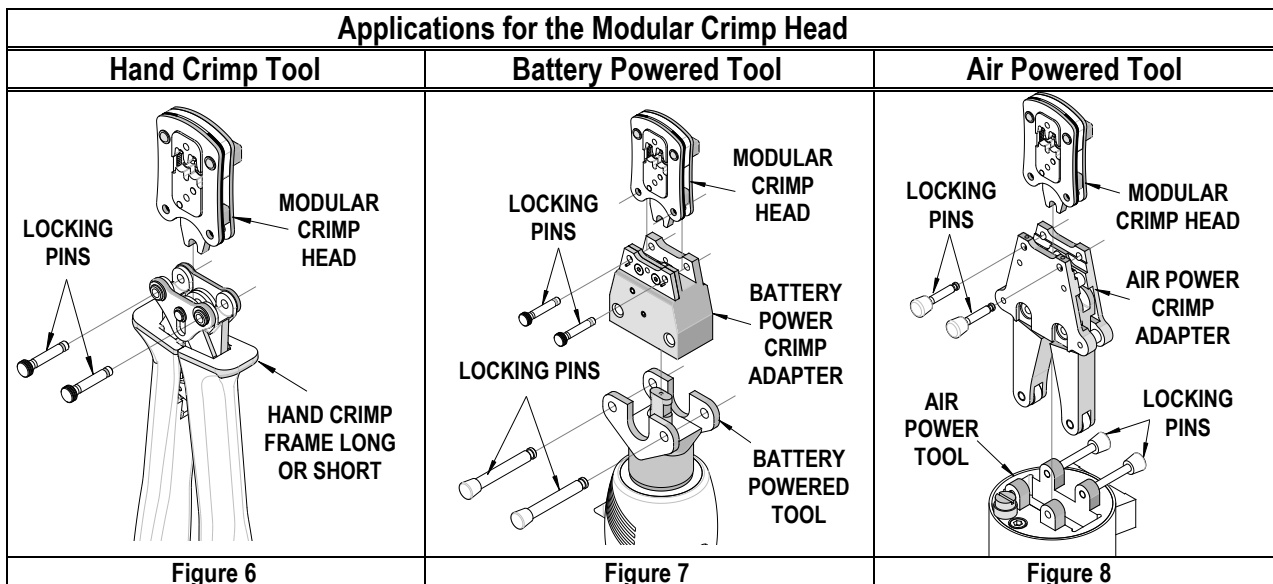 Applications for the Modular Crimp Head
Hand Crimp Tool
Battery Powered Tool
Air Powered Tool
LOCKING
PINS
MODULAR
CRIMP
HEAD
HAND CRIMP
FRAME LONG
OR SHORT
MODULAR
CRIMP
HEAD
LOCKING
PINS
BATTERY
POWER
CRIMP
ADAPTER
LOCKING PINS
BATTERY
POWERED
TOOL
LOCKING
PINS
MODULAR
CRIMP HEAD
AIR POWER
CRIMP
ADAPTER
AIR
POWER
TOOL
LOCKING
PINS
Figure 6
Figure 7
Figure 8